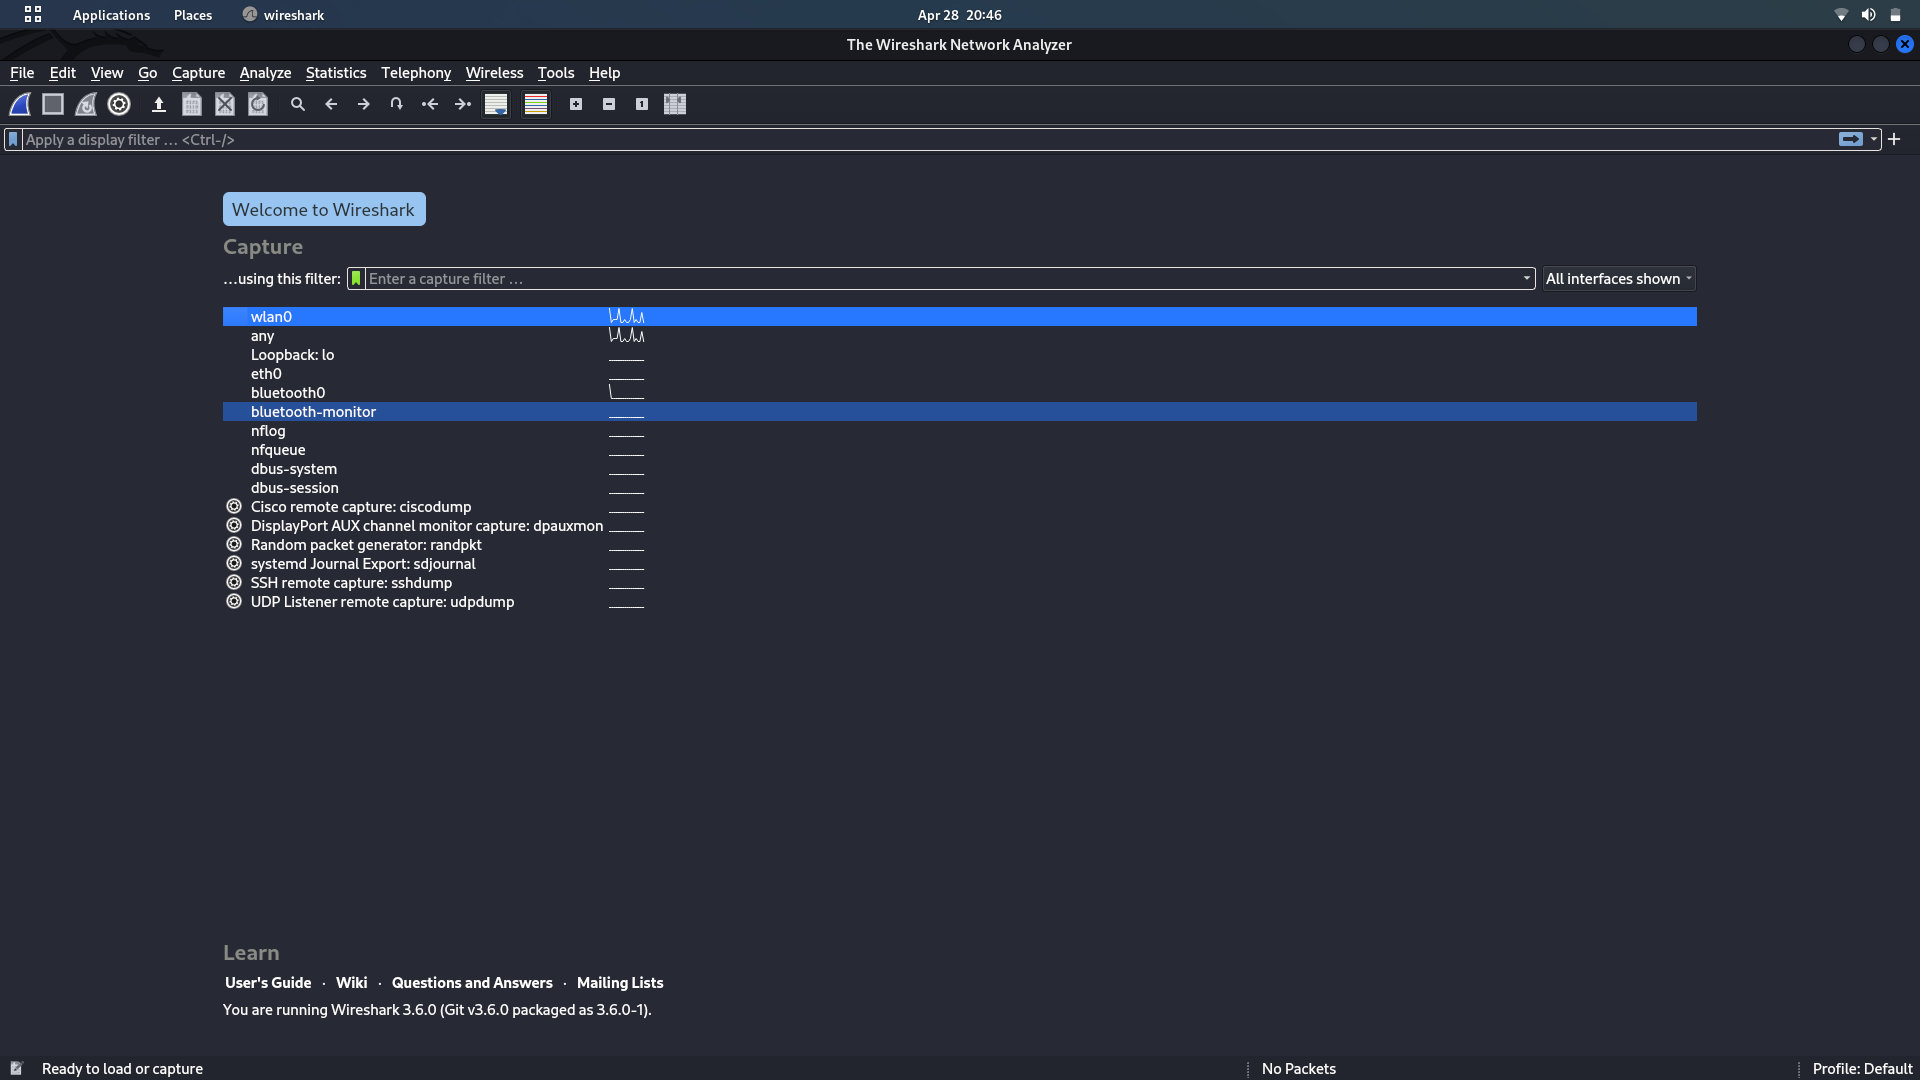 Applications Places wireshark Apr 28 20:46
The Wireshark Network Analyzer
File Edit View Go Capture Analyze Statistics Telephony Wireless Tools Help
Apply a display filter … <Ctrl-/>
Welcome to Wireshark
Capture
…using this filter: Enter a capture filter … All interfaces shown
wlan0
any
Loopback: lo
eth0
bluetooth0
bluetooth-monitor
nflog
nfqueue
dbus-system
dbus-session
Cisco remote capture: ciscodump
DisplayPort AUX channel monitor capture: dpauxmon
Random packet generator: randpkt
systemd Journal Export: sdjournal
SSH remote capture: sshdump
UDP Listener remote capture: udpdump
Learn
User's Guide · Wiki · Questions and Answers · Mailing Lists
You are running Wireshark 3.6.0 (Git v3.6.0 packaged as 3.6.0-1).
Ready to load or capture No Packets Profile: Default